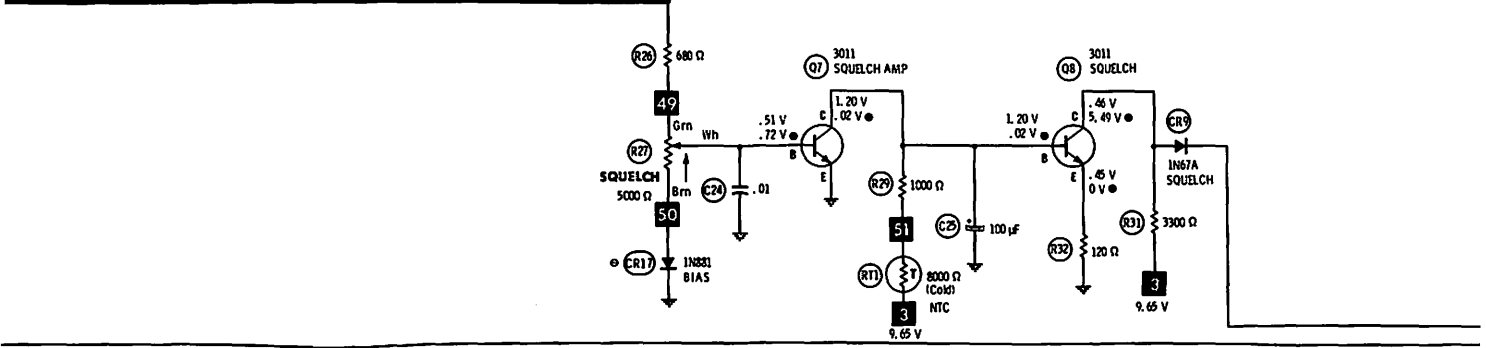 R26
680 Ω
49
Grn
R27
SQUELCH
5000 Ω
Wh
Brn
50
CR17
1N881
BIAS
C24
.01
Q7
3011
SQUELCH AMP
1.20 V
.02 V
.51 V
.72 V
C
B
E
R29
1000 Ω
51
RT1
T
8000 Ω
(Cold)
NTC
3
9.65 V
C25
+
100 µF
Q8
3011
SQUELCH
.46 V
5.49 V
1.20 V
.02 V
C
B
E
.45 V
0 V
R32
120 Ω
CR9
1N67A
SQUELCH
R31
3300 Ω
3
9.65 V